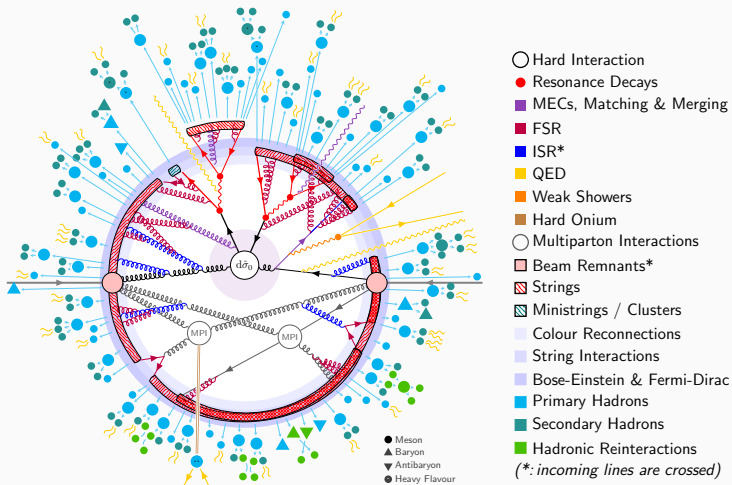 dσ̂₀
MPI
MPI
Meson
Baryon
Antibaryon
Heavy Flavour
Hard Interaction
Resonance Decays
MECs, Matching & Merging
FSR
ISR*
QED
Weak Showers
Hard Onium
Multiparton Interactions
Beam Remnants*
Strings
Ministrings / Clusters
Colour Reconnections
String Interactions
Bose-Einstein & Fermi-Dirac
Primary Hadrons
Secondary Hadrons
Hadronic Reinteractions
(*: incoming lines are crossed)